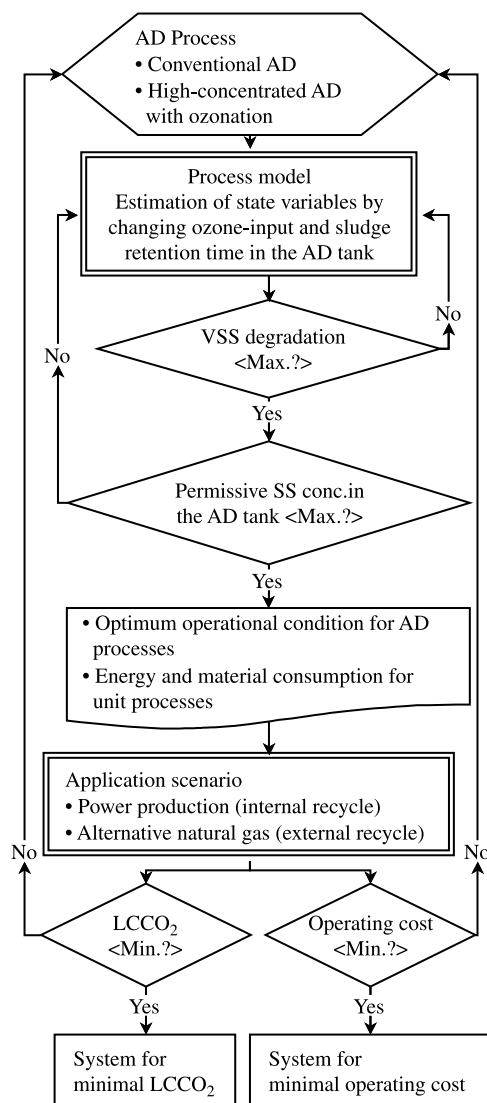 AD Process
• Conventional AD
• High-concentrated AD
with ozonation
Process model
Estimation of state variables by
changing ozone-input and sludge
retention time in the AD tank
No
VSS degradation
<Max.?>
No
Yes
Permissive SS conc.in
the AD tank <Max.?>
Yes
• Optimum operational condition for AD
processes
• Energy and material consumption for
unit processes
Application scenario
• Power production (internal recycle)
• Alternative natural gas (external recycle)
No
No
LCCO₂
<Min.?>
Operating cost
<Min.?>
Yes
Yes
System for
minimal LCCO₂
System for
minimal operating cost